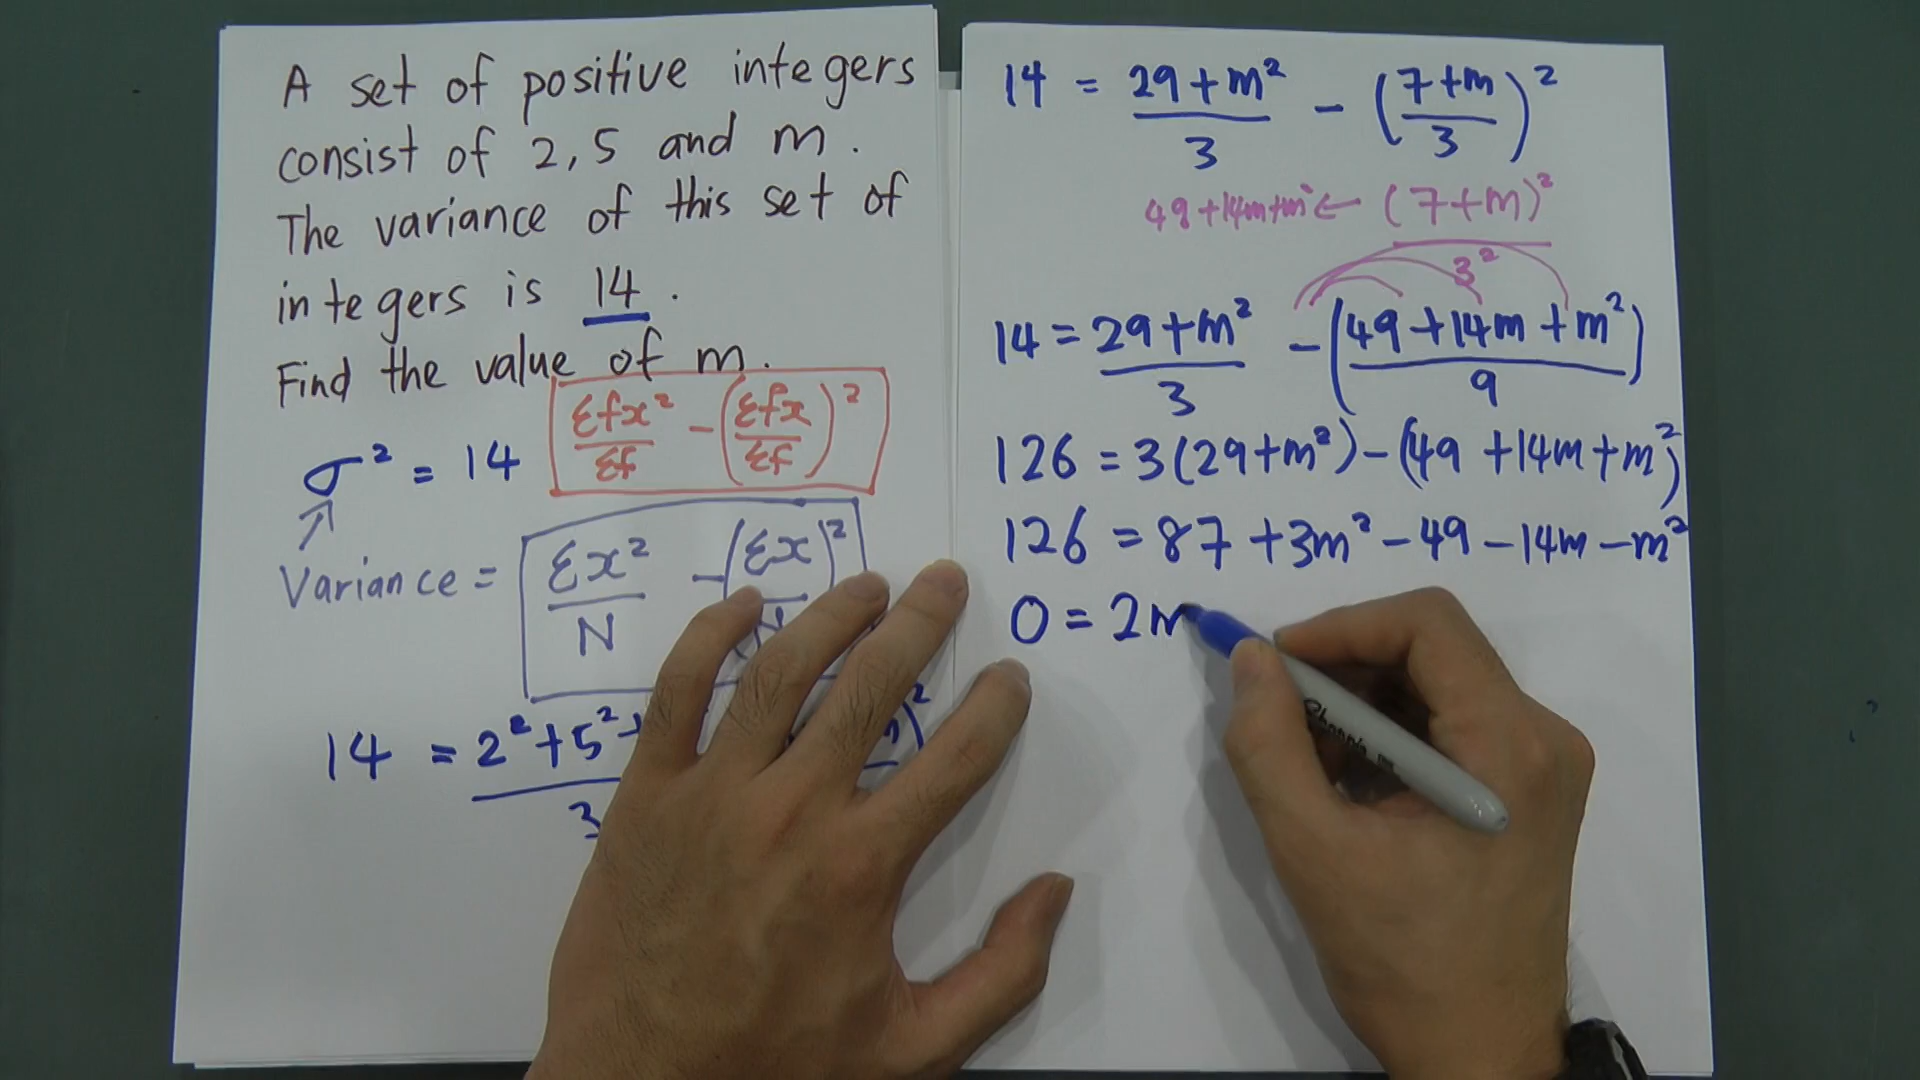 A set of positive integers
consist of 2, 5 and m.
The variance of this set of
integers is 14.
Find the value of m.
σ² = 14
Σfx²/Σf - (Σfx/Σf)²
Variance = Σx²/N - (Σx/N)²
14 = 2² + 5² + / 3 )²
14 = 29+m²/3 - (7+m/3)²
49+14m+m² ← (7+m)²/3²
14 = 29+m²/3 - (49+14m+m²/9)
126 = 3(29+m²) - (49+14m+m²)
126 = 87 + 3m² - 49 - 14m - m²
0 = 2m
Sharpie